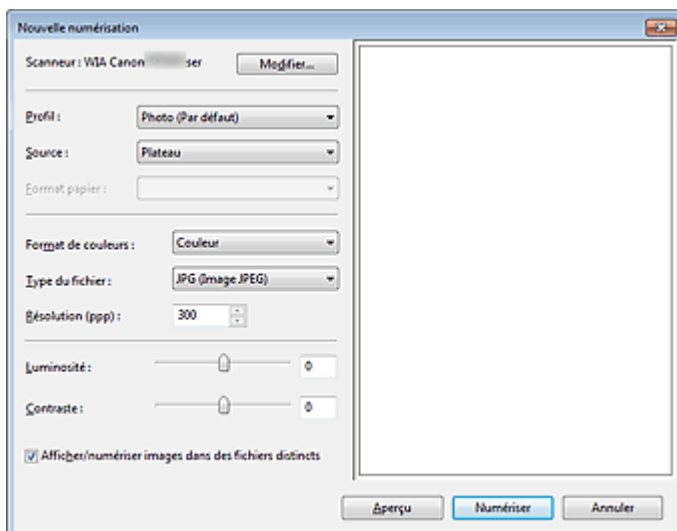 Nouvelle numérisation
Scanneur : WIA Canon ser Modifier...
Profil : Photo (Par défaut)
Source : Plateau
Format papier :
Format de couleurs : Couleur
Type du fichier : JPG (Image JPEG)
Résolution (ppp) : 300
Luminosité : 0
Contraste : 0
Afficher/numériser images dans des fichiers distincts
Aperçu Numériser Annuler